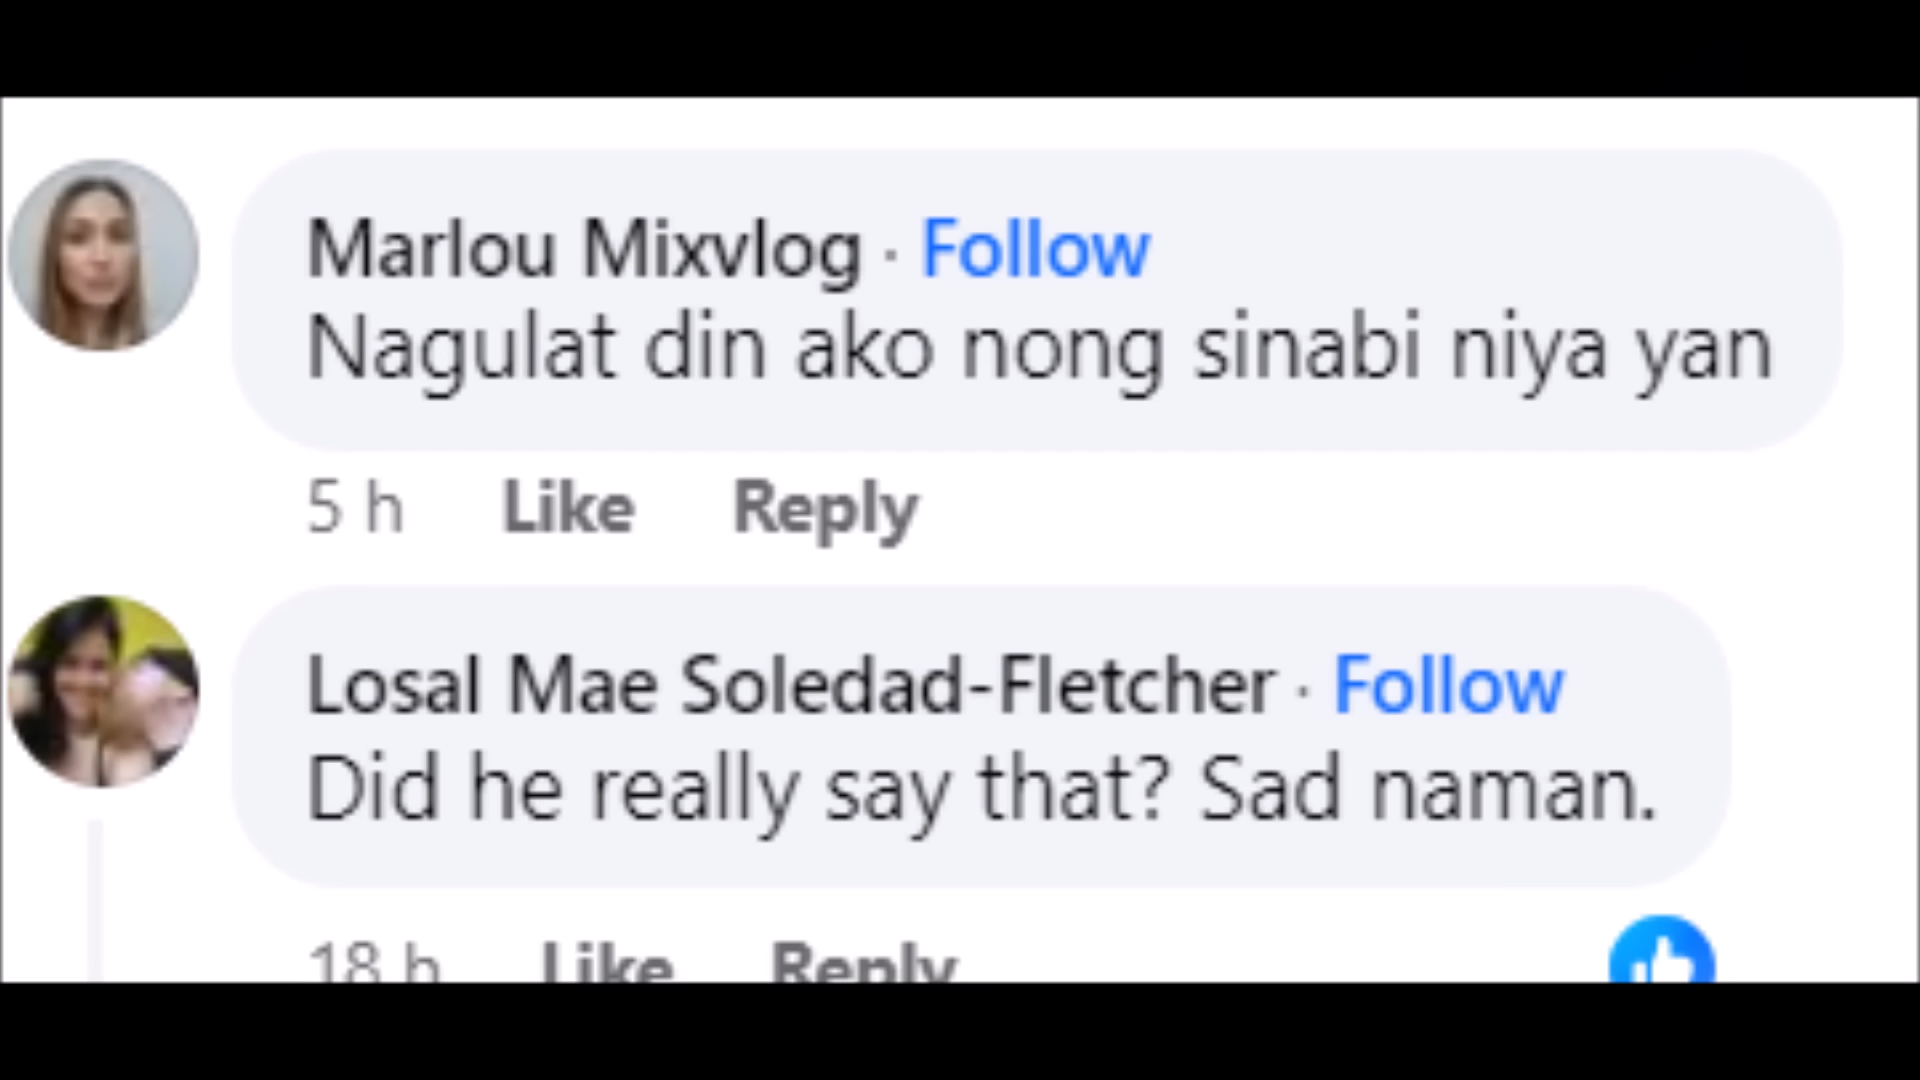 Marlou Mixvlog · Follow
Nagulat din ako nong sinabi niya yan
5 h Like Reply
Losal Mae Soledad-Fletcher · Follow
Did he really say that? Sad naman.
18 h Like Reply